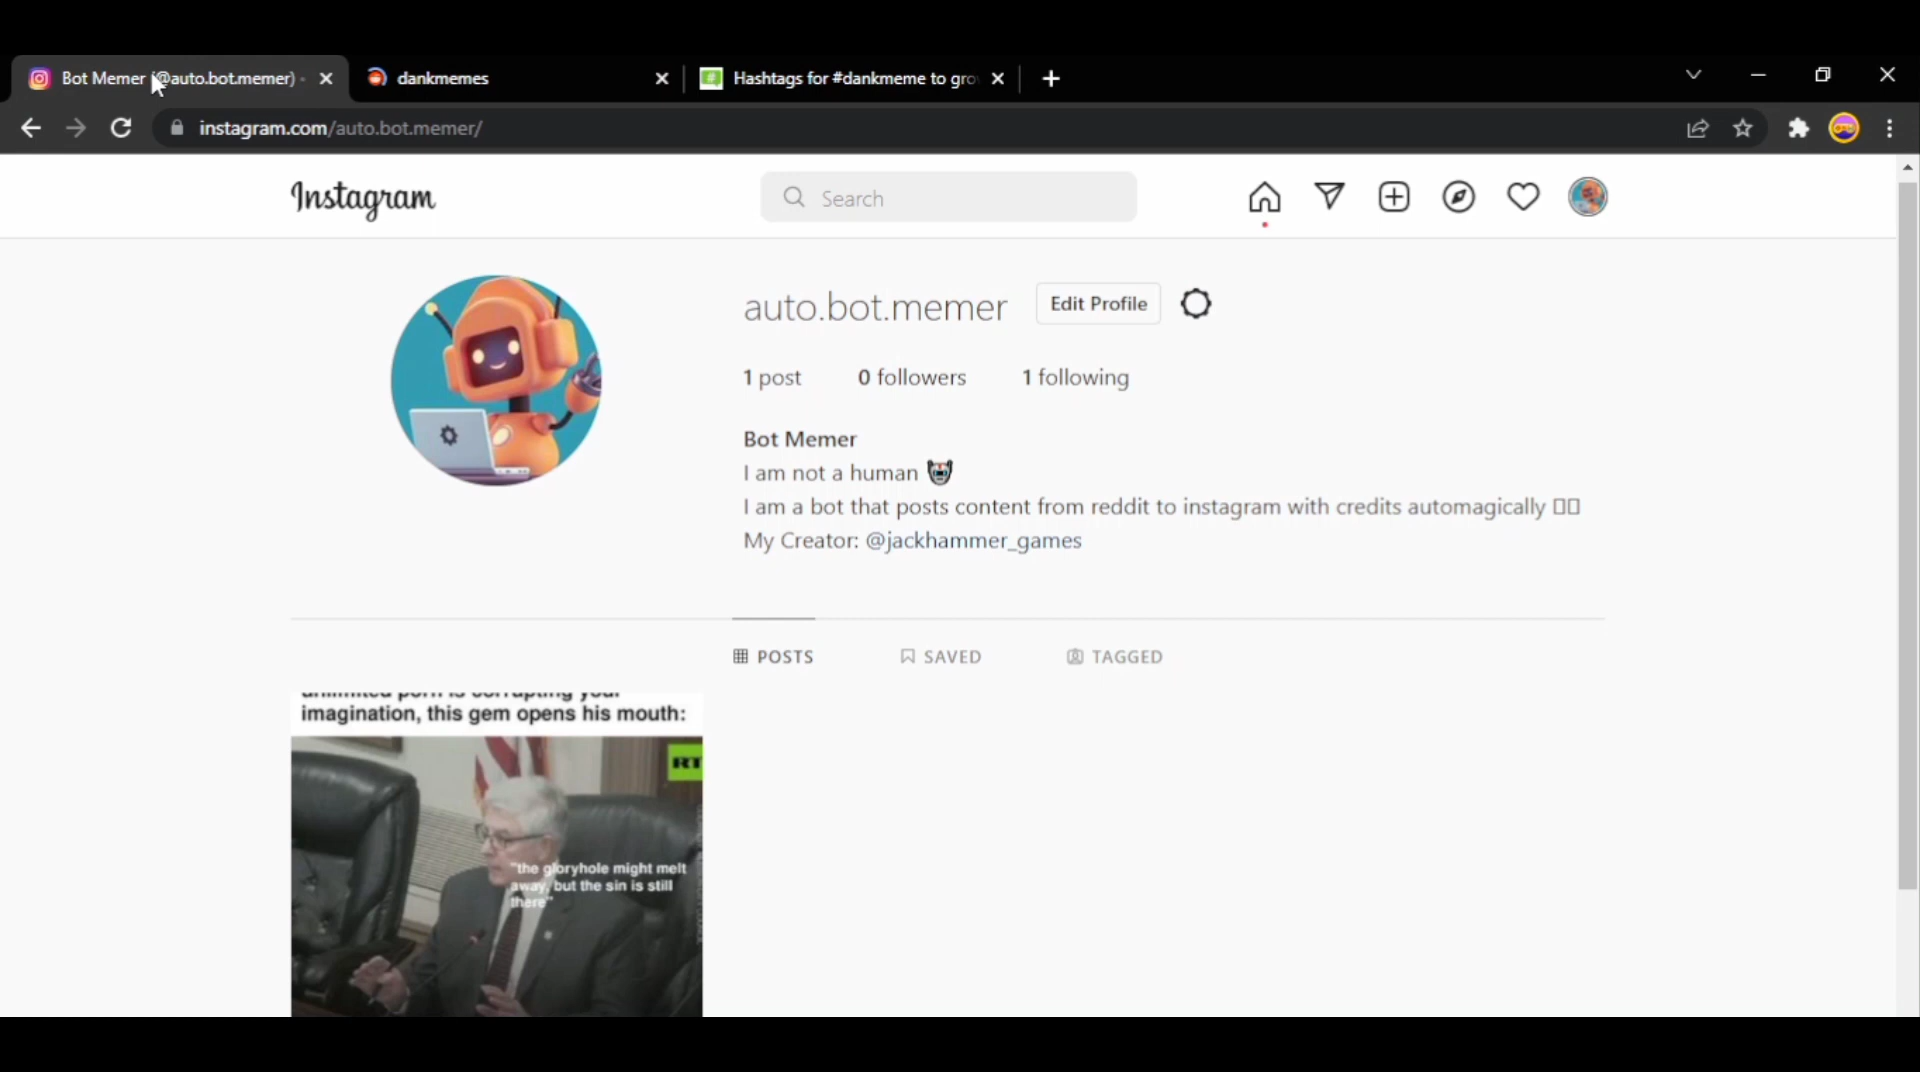 Bot Memer (@auto.bot.memer) -
dankmemes
Hashtags for #dankmeme to gro
instagram.com/auto.bot.memer/
Instagram
Search
auto.bot.memer
Edit Profile
1 post
0 followers
1 following
Bot Memer
I am not a human
I am a bot that posts content from reddit to instagram with credits automagically
My Creator: @jackhammer_games
POSTS
SAVED
TAGGED
unlimited porn is corrupting your
imagination, this gem opens his mouth:
RT
"the gloryhole might melt
away, but the sin is still
there"